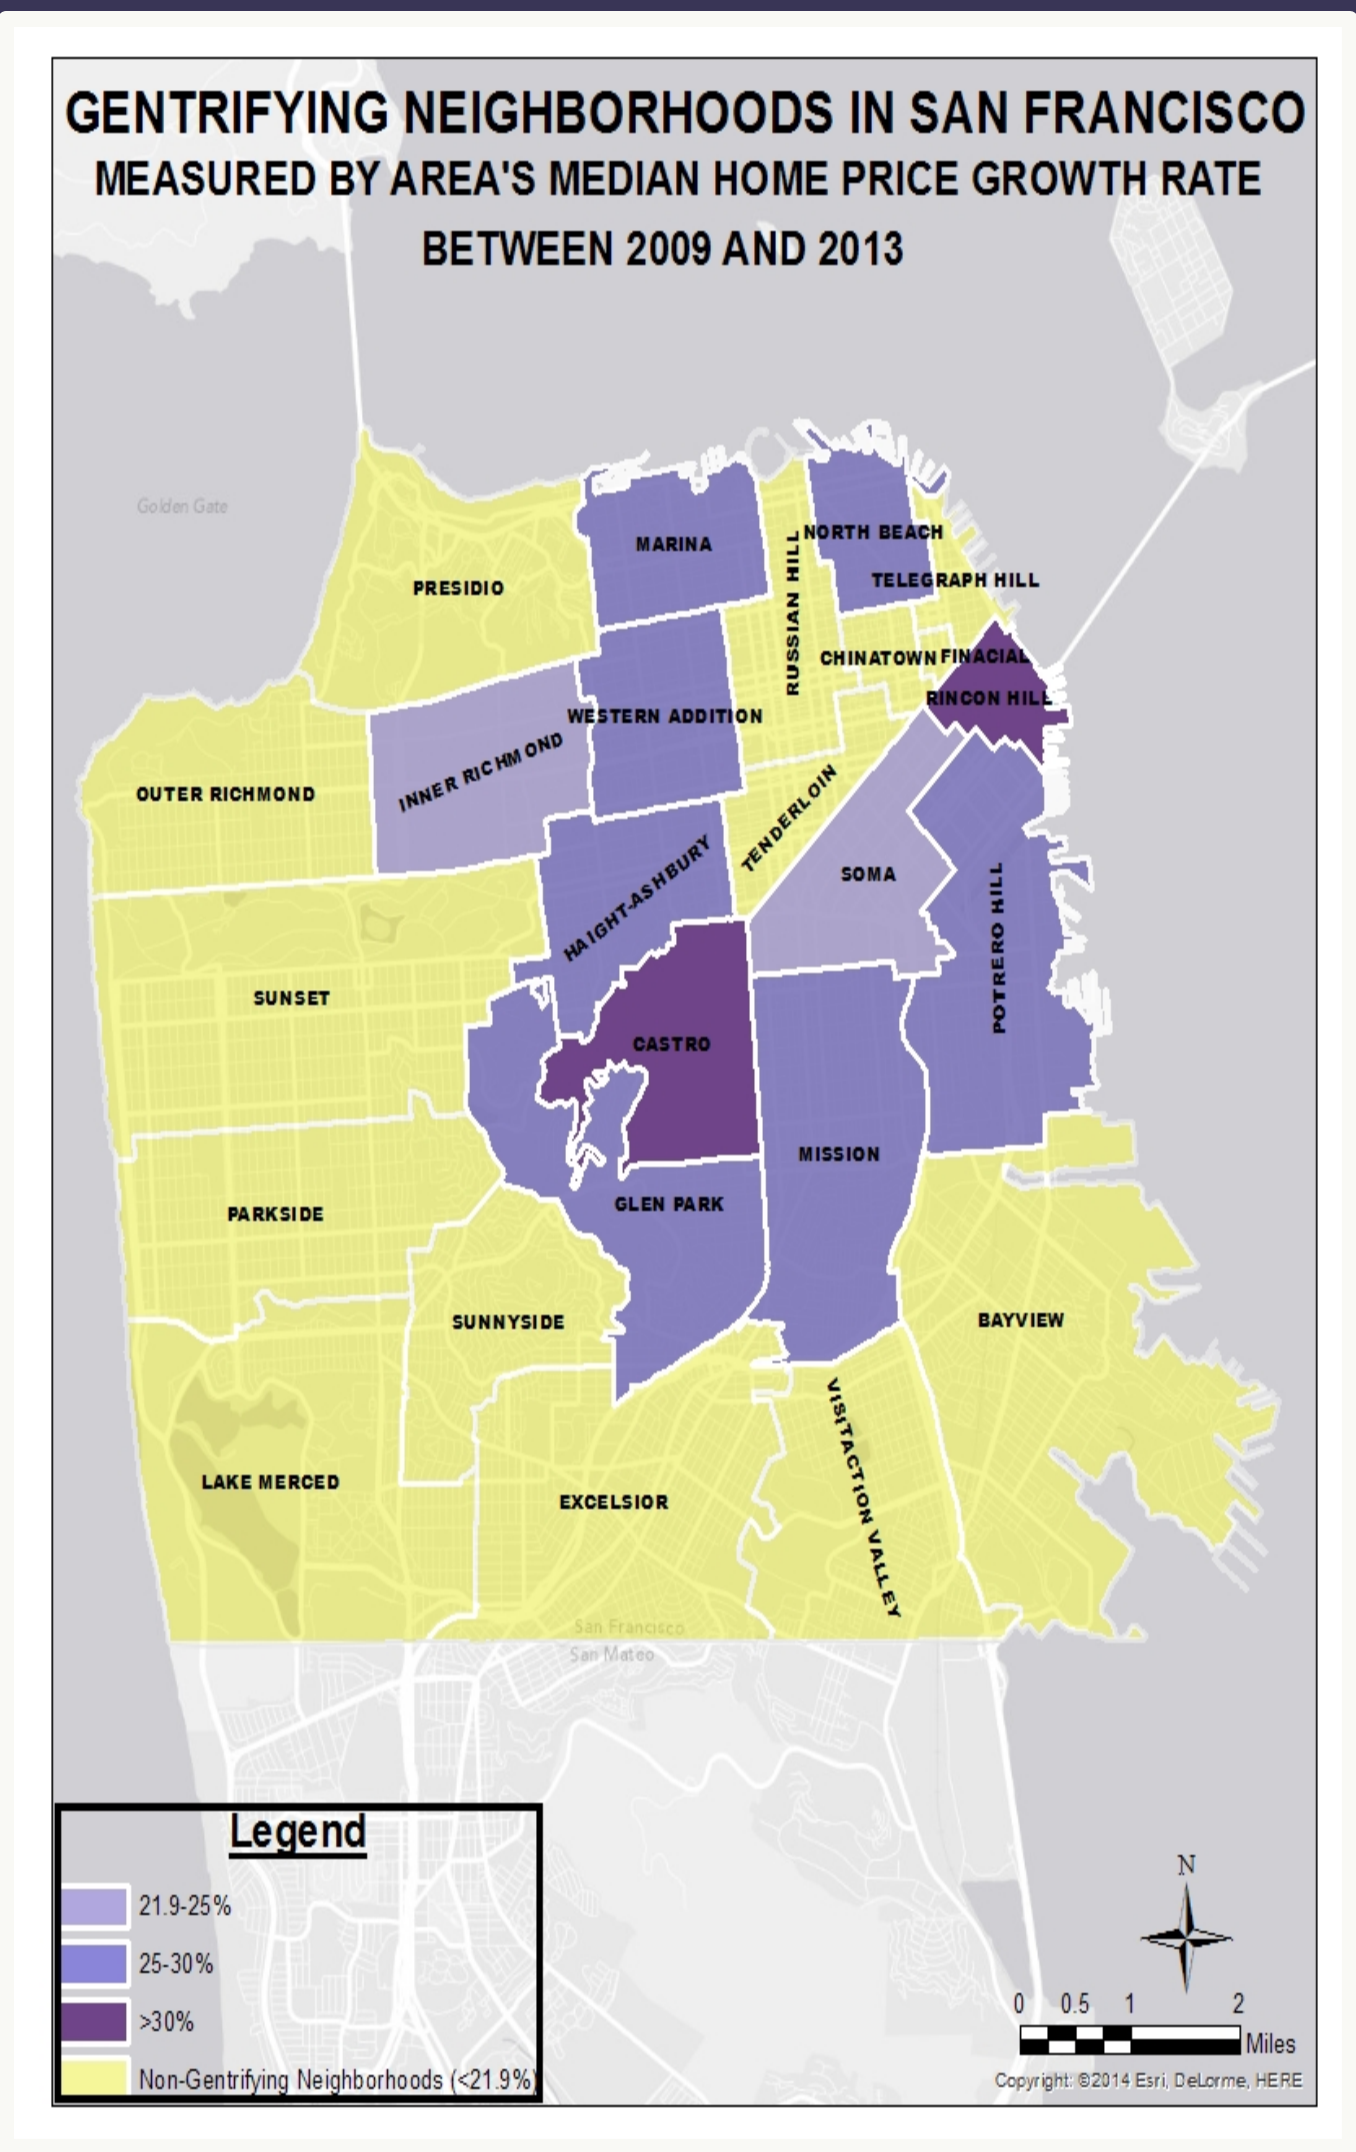 GENTRIFYING NEIGHBORHOODS IN SAN FRANCISCO
MEASURED BY AREA'S MEDIAN HOME PRICE GROWTH RATE
BETWEEN 2009 AND 2013
Golden Gate
MARINA
NORTH BEACH
RUSSIAN HILL
TELEGRAPH HILL
PRESIDIO
CHINATOWN
FINACIAL
RINCON HILL
WESTERN ADDITION
INNER RICHMOND
OUTER RICHMOND
TENDERLOIN
SOMA
HAIGHT-ASHBURY
POTRERO HILL
SUNSET
CASTRO
MISSION
GLEN PARK
PARKSIDE
SUNNYSIDE
BAYVIEW
VISITACTION VALLEY
LAKE MERCED
EXCELSIOR
San Francisco
San Mateo
Legend
21.9-25%
25-30%
>30%
Non-Gentrifying Neighborhoods (<21.9%)
N
0 0.5 1 2
Miles
Copyright: ©2014 Esri, DeLorme, HERE